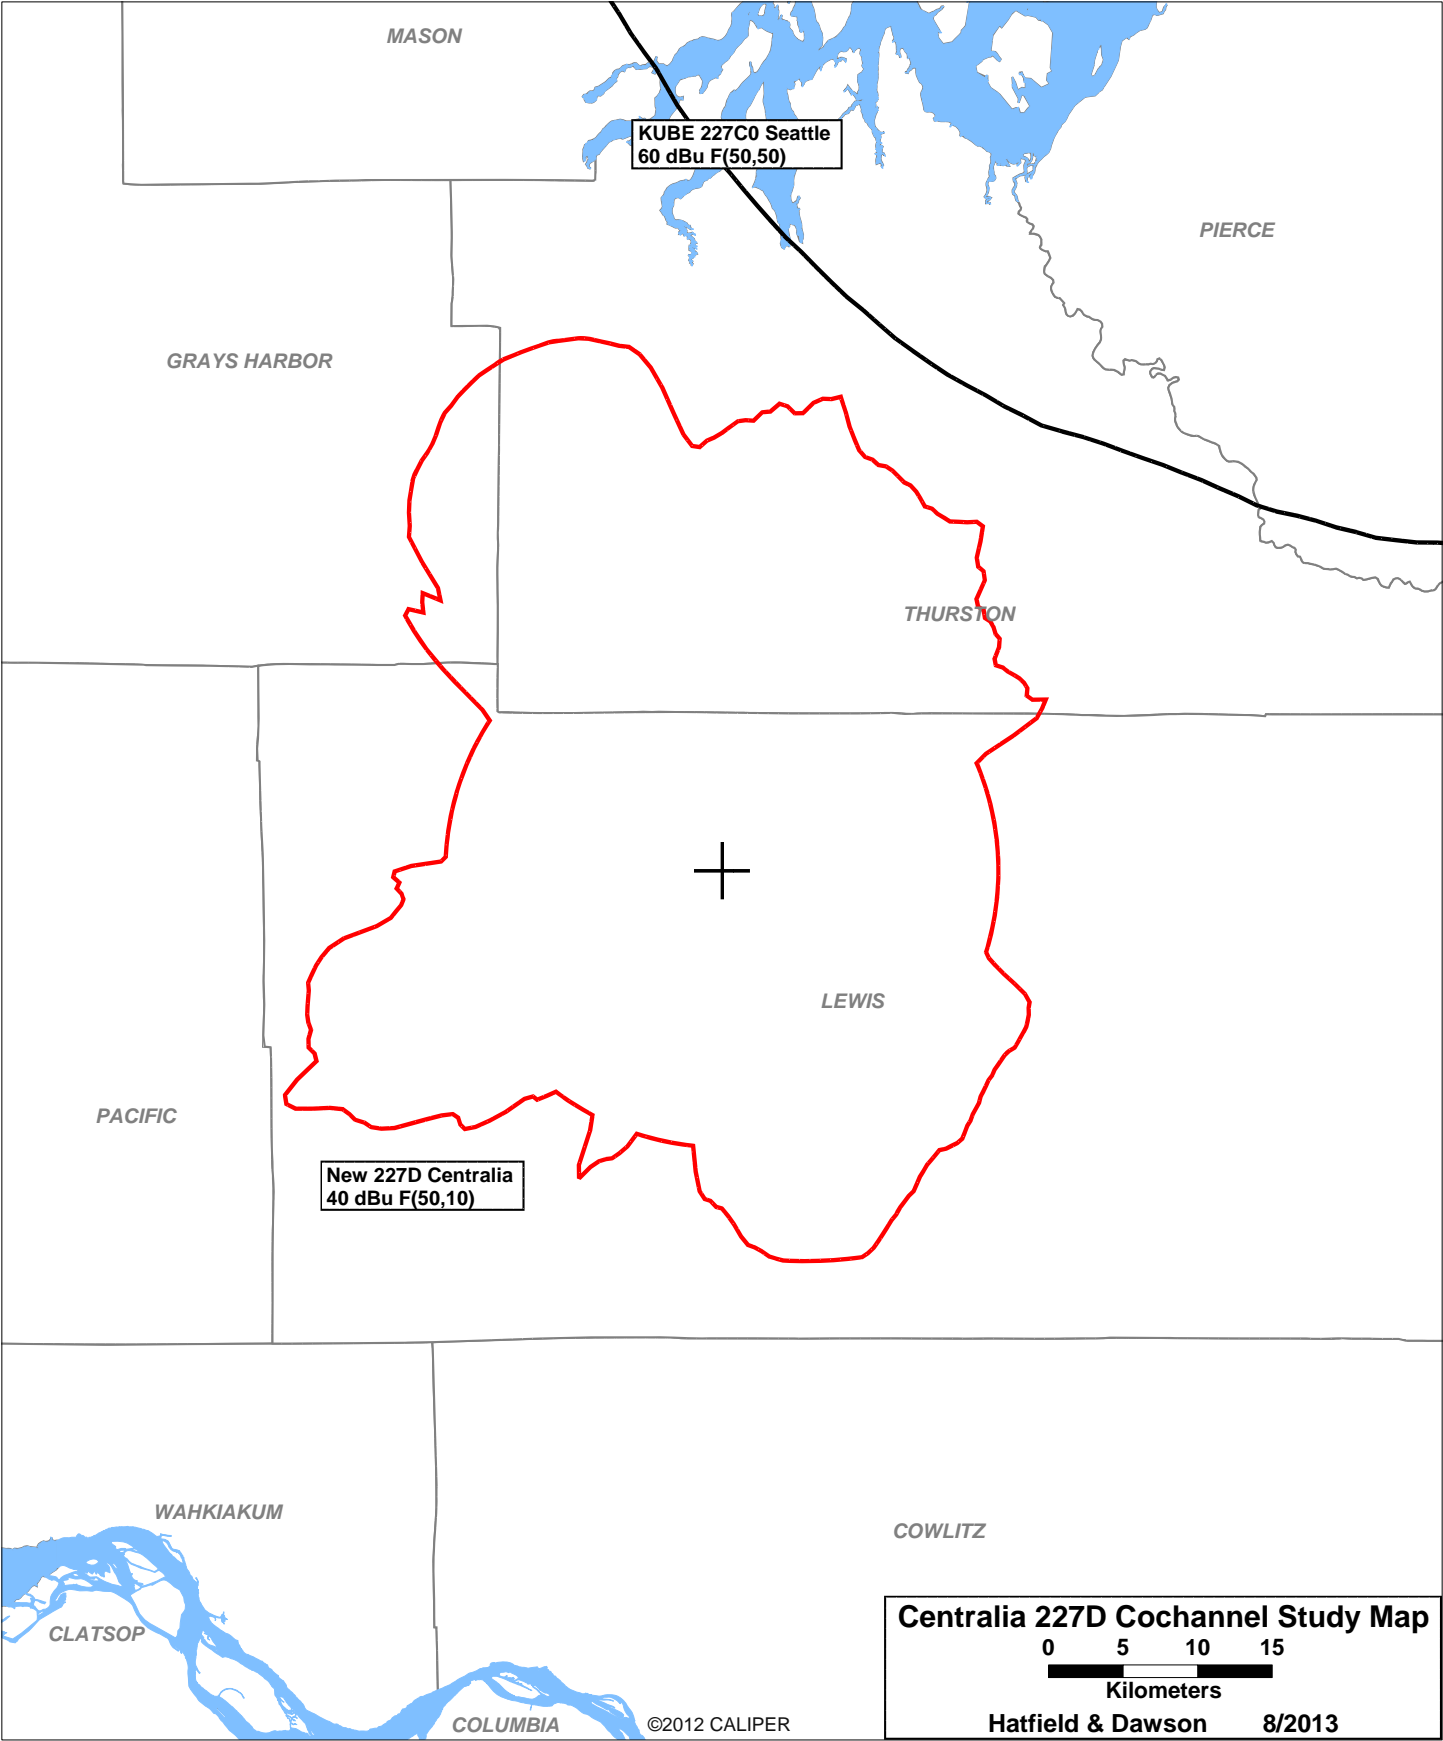 MASON
KUBE 227C0 Seattle
60 dBu F(50,50)
PIERCE
GRAYS HARBOR
THURSTON
LEWIS
PACIFIC
New 227D Centralia
40 dBu F(50,10)
WAHKIAKUM
COWLITZ
CLATSOP
COLUMBIA
©2012 CALIPER
Centralia 227D Cochannel Study Map
0 5 10 15
Kilometers
Hatfield & Dawson 8/2013